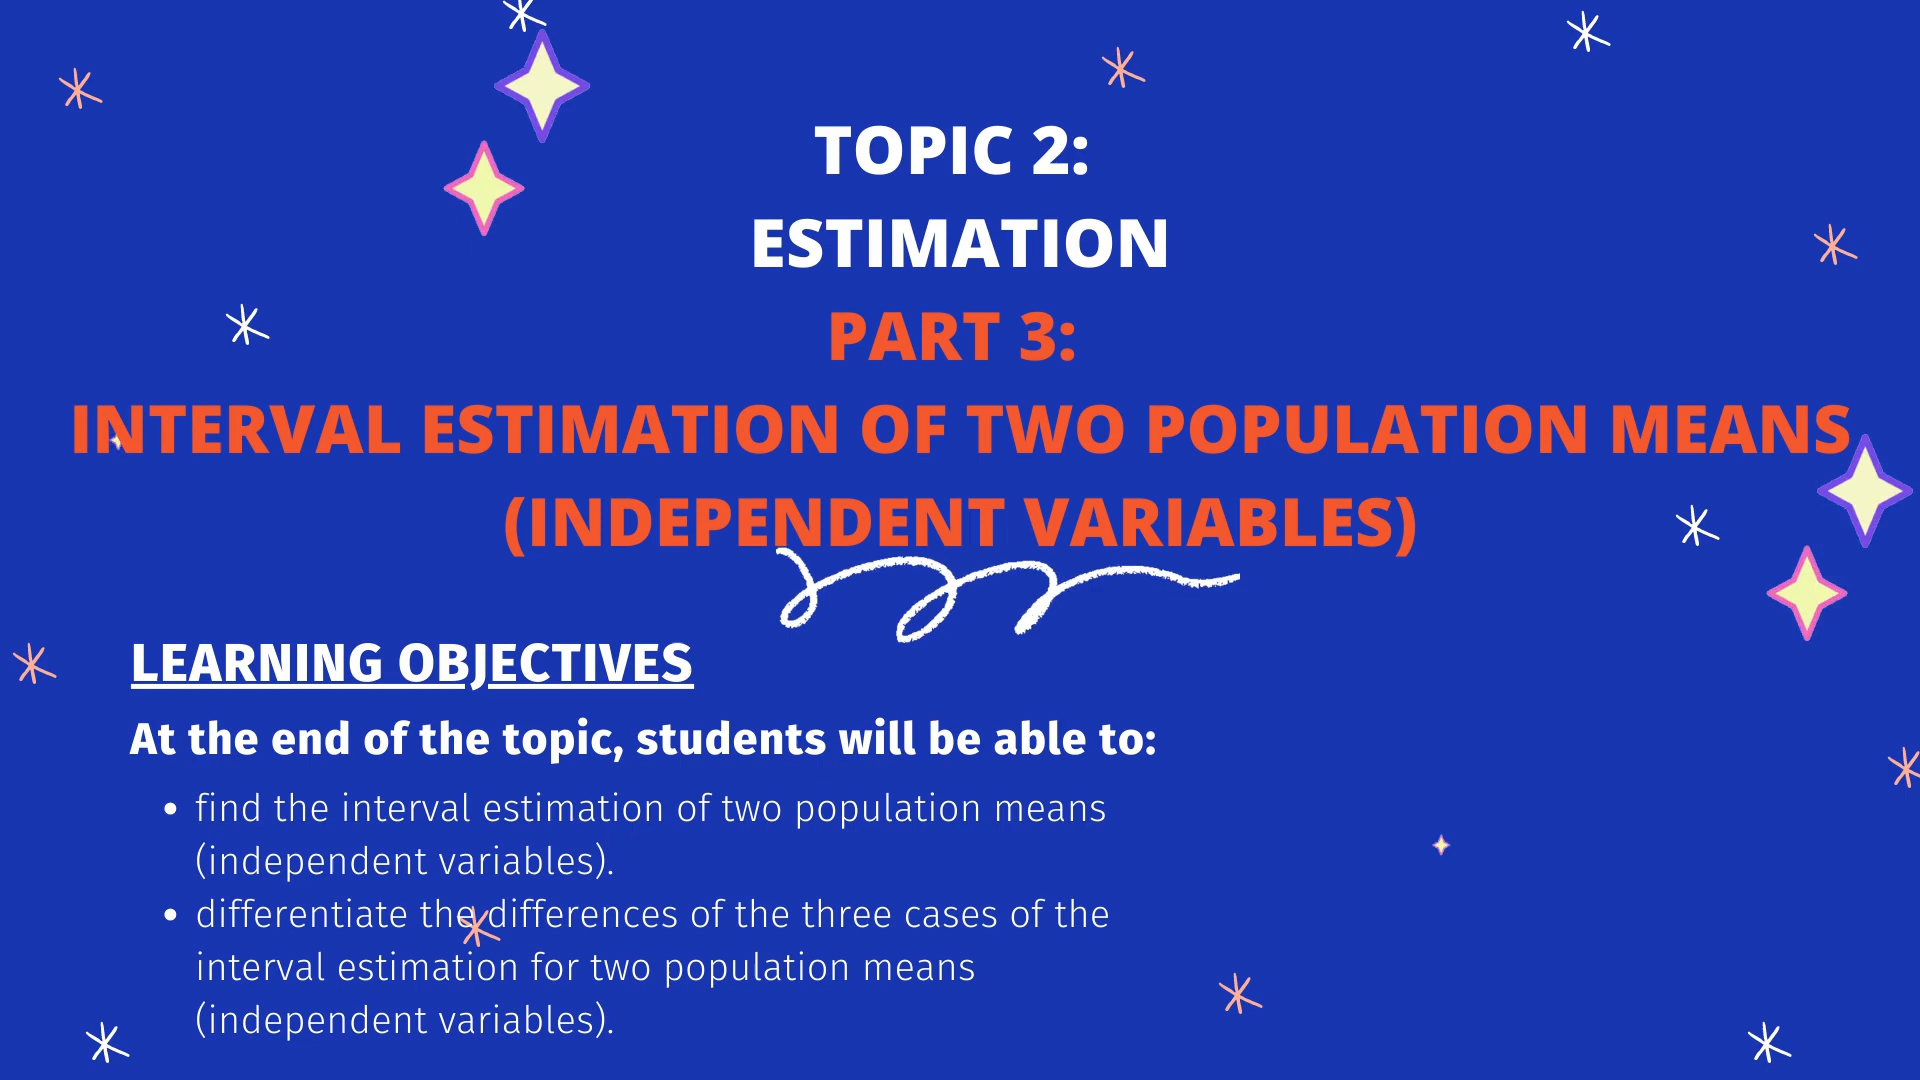 TOPIC 2:
ESTIMATION
PART 3:
INTERVAL ESTIMATION OF TWO POPULATION MEANS
(INDEPENDENT VARIABLES)
LEARNING OBJECTIVES
At the end of the topic, students will be able to:
• find the interval estimation of two population means
(independent variables).
• differentiate the differences of the three cases of the
interval estimation for two population means
(independent variables).